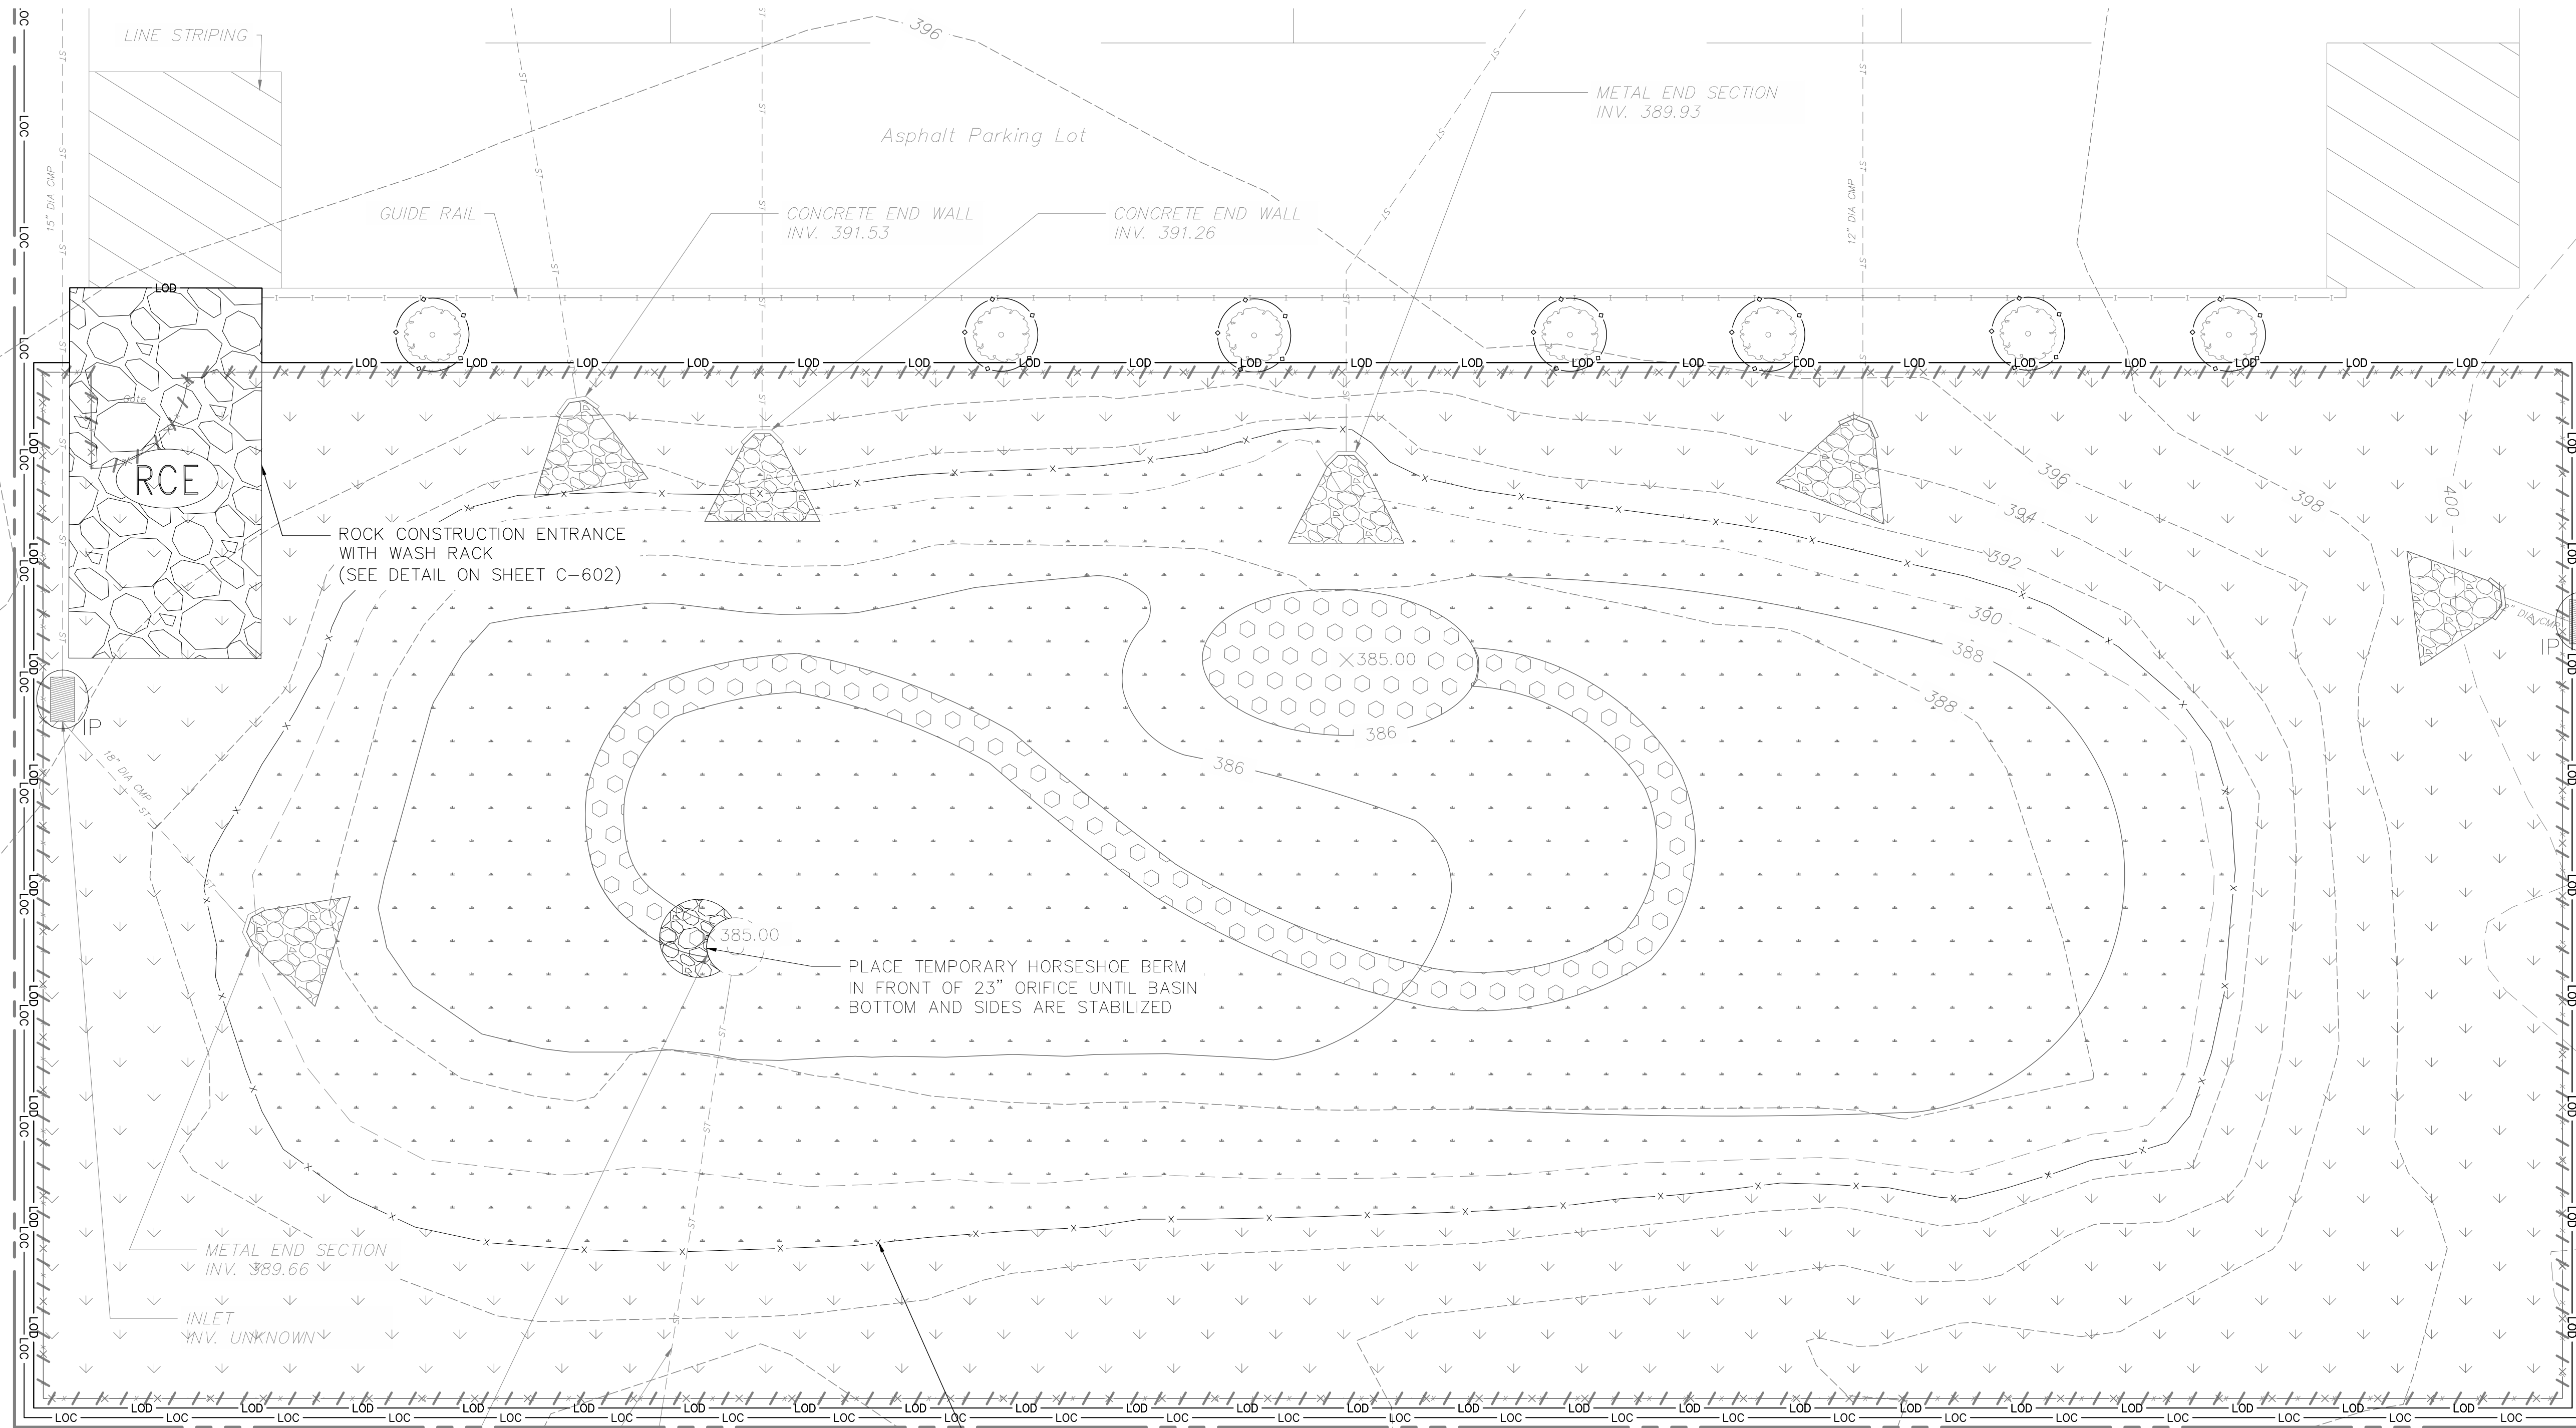 LINE STRIPING
396
METAL END SECTION
INV. 389.93
Asphalt Parking Lot
15" DIA CMP
12" DIA CMP
GUIDE RAIL
CONCRETE END WALL
INV. 391.53
CONCRETE END WALL
INV. 391.26
LOD
LOC
ST
Gate
RCE
ROCK CONSTRUCTION ENTRANCE
WITH WASH RACK
(SEE DETAIL ON SHEET C-602)
396
398
400
394
392
390
388
388
385.00
386
386
IP
IP
18" DIA CMP
385.00
PLACE TEMPORARY HORSESHOE BERM
IN FRONT OF 23" ORIFICE UNTIL BASIN
BOTTOM AND SIDES ARE STABILIZED
METAL END SECTION
INV. 389.66
INLET
INV. UNKNOWN
LOD
LOC